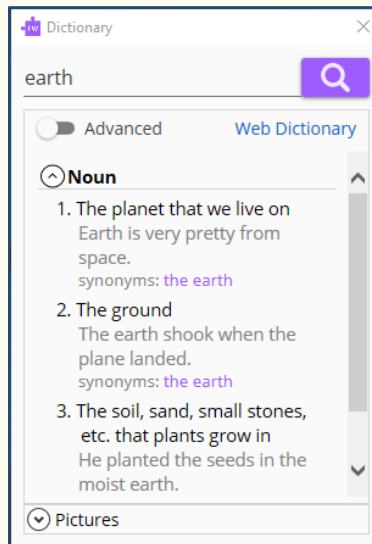 Dictionary
earth
Advanced Web Dictionary
Noun
1. The planet that we live on
Earth is very pretty from
space.
synonyms: the earth
2. The ground
The earth shook when the
plane landed.
synonyms: the earth
3. The soil, sand, small stones,
etc. that plants grow in
He planted the seeds in the
moist earth.
Pictures